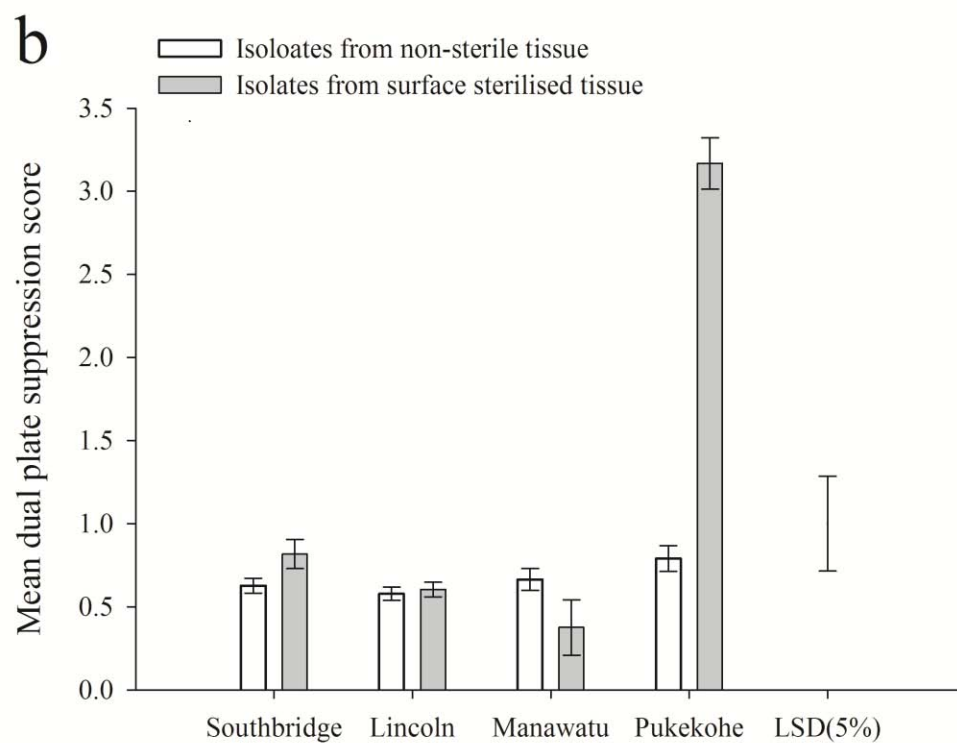 b
Isoloates from non-sterile tissue
Isolates from surface sterilised tissue
Mean dual plate suppression score
3.5
3.0
2.5
2.0
1.5
1.0
0.5
0.0
Southbridge Lincoln Manawatu Pukekohe LSD(5%)